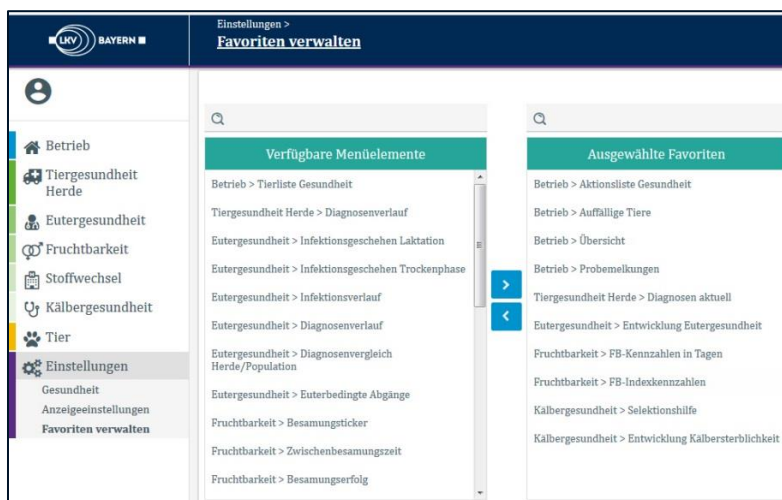 LKV BAYERN
Einstellungen >
Favoriten verwalten
Betrieb
Tiergesundheit
Herde
Eutergesundheit
Fruchtbarkeit
Stoffwechsel
Kälbergesundheit
Tier
Einstellungen
Gesundheit
Anzeigeeinstellungen
Favoriten verwalten
Verfügbare Menüelemente
Betrieb > Tierliste Gesundheit
Tiergesundheit Herde > Diagnosenverlauf
Eutergesundheit > Infektionsgeschehen Laktation
Eutergesundheit > Infektionsgeschehen Trockenphase
Eutergesundheit > Infektionsverlauf
Eutergesundheit > Diagnosenverlauf
Eutergesundheit > Diagnosenvergleich
Herde/Population
Eutergesundheit > Euterbedingte Abgänge
Fruchtbarkeit > Besamungsticker
Fruchtbarkeit > Zwischenbesamungszeit
Fruchtbarkeit > Besamungserfolg
>
<
Ausgewählte Favoriten
Betrieb > Aktionsliste Gesundheit
Betrieb > Auffällige Tiere
Betrieb > Übersicht
Betrieb > Probemelkungen
Tiergesundheit Herde > Diagnosen aktuell
Eutergesundheit > Entwicklung Eutergesundheit
Fruchtbarkeit > FB-Kennzahlen in Tagen
Fruchtbarkeit > FB-Indexkennzahlen
Kälbergesundheit > Selektionshilfe
Kälbergesundheit > Entwicklung Kälbersterblichkeit